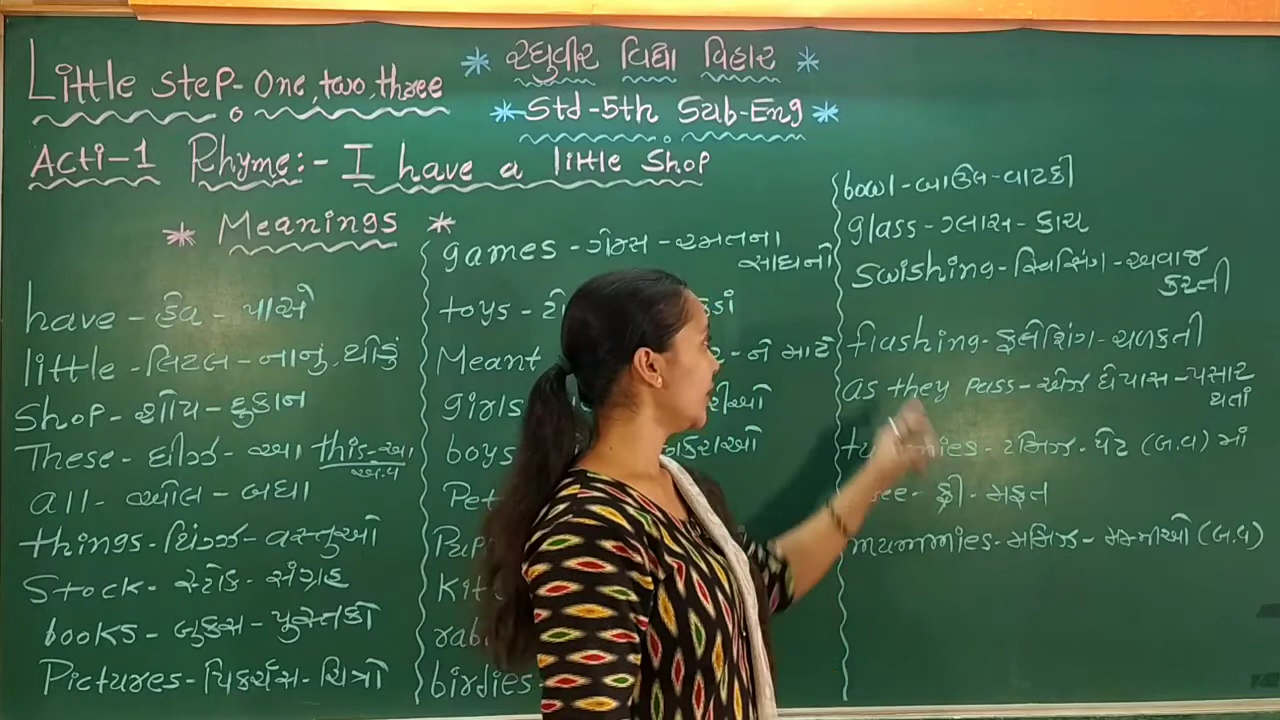 Little step-One, two, three
* રઘુવીર વિદ્યા વિહાર *
* Std-5th Sub-Eng *
Acti-1 Rhyme:- I have a little shop
* Meanings *
have - હેવ - પાસે
little - લિટલ - નાનું, થોડું
Shop - શોપ - દુકાન
These - ધીઝ - આ this-આ
એ.વ
all - ઓલ - બધા
things - થિંગ્ઝ - વસ્તુઓ
Stock - સ્ટોક - સંગ્રહ
books - બુક્સ - પુસ્તકો
Pictures - પિક્ચર્સ - ચિત્રો
games - ગેમ્સ - રમતના
સાધનો
toys -
Meant - ને માટે
girls
boys
birdies -
bowl - બાઉલ - વાટકી
glass - ગ્લાસ - કાચ
swishing - સ્વિસિંગ - અવાજ
કરતી
flashing - ફ્લેશિંગ - ચળકતી
as they pass - એઝ ધેપાસ - પસાર
થતાં
ટમિઝ - પેટ (બ.વ) માં
ફ્રી - મફત
mummies - મમિઝ - મમ્મીઓ (બ.વ)